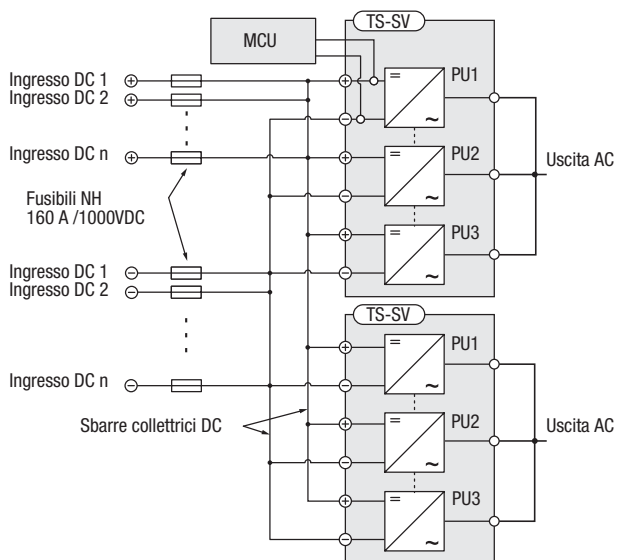 TS-SV
MCU
PU1
Ingresso DC 1
Ingresso DC 2
Ingresso DC n
PU2
Uscita AC
Fusibili NH
160 A /1000VDC
PU3
Ingresso DC 1
Ingresso DC 2
TS-SV
PU1
Ingresso DC n
Sbarre collettrici DC
PU2
Uscita AC
PU3